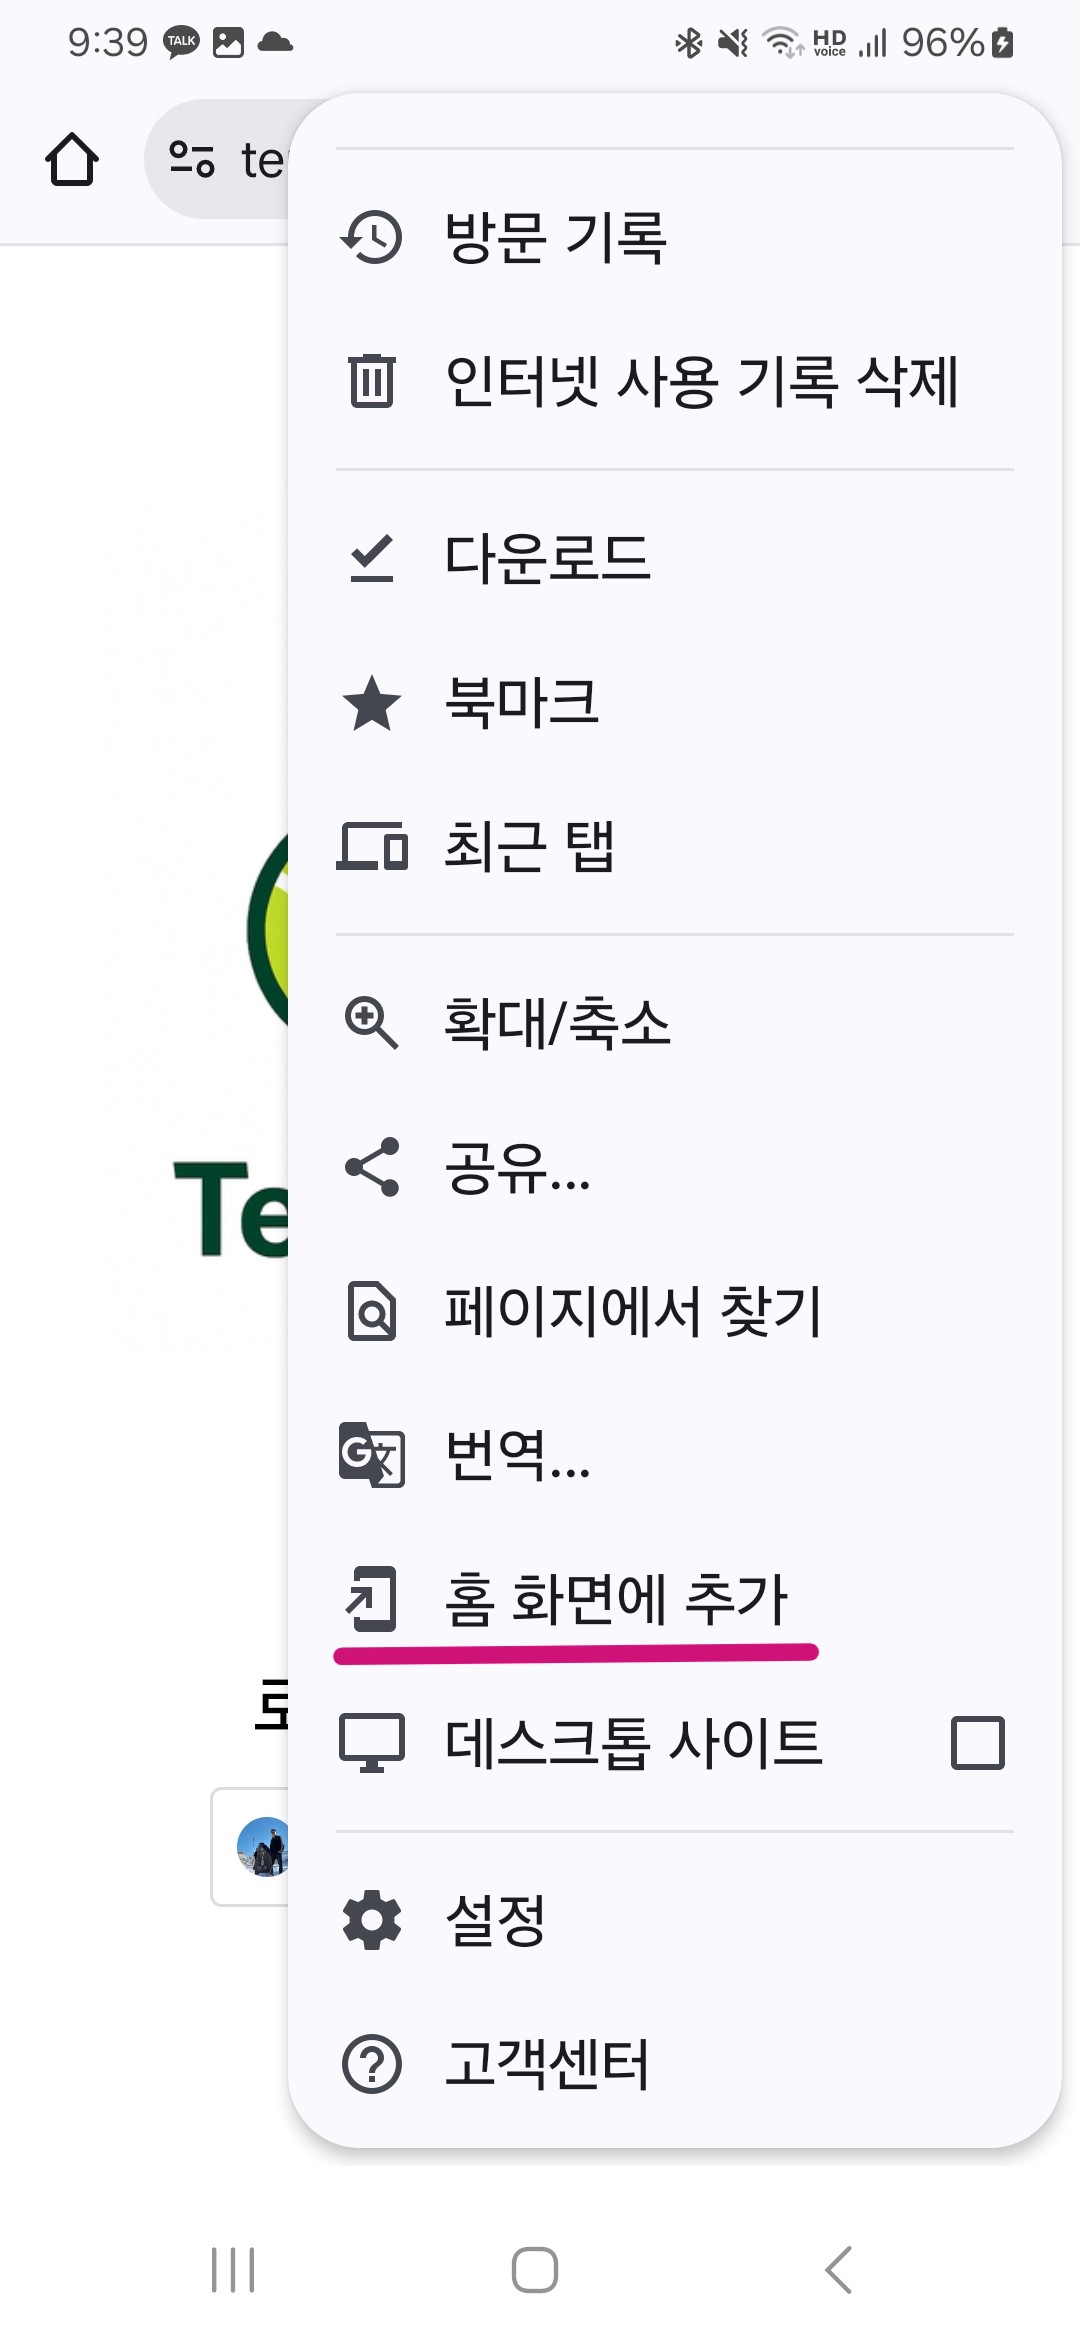 9:39 TALK HD voice 96%
te
방문 기록
인터넷 사용 기록 삭제
다운로드
북마크
최근 탭
확대/축소
공유...
Te
페이지에서 찾기
번역...
홈 화면에 추가
로
데스크톱 사이트
설정
고객센터